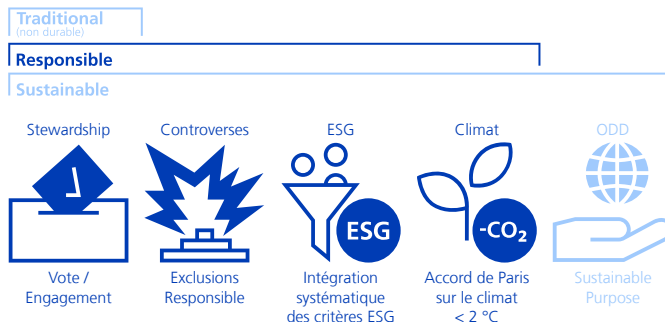 Traditional
(non durable)
Responsible
Sustainable
Stewardship
Controverses
ESG
Climat
ODD
ESG
-CO₂
Vote /
Engagement
Exclusions
Responsible
Intégration
systématique
des critères ESG
Accord de Paris
sur le climat
< 2 °C
Sustainable
Purpose